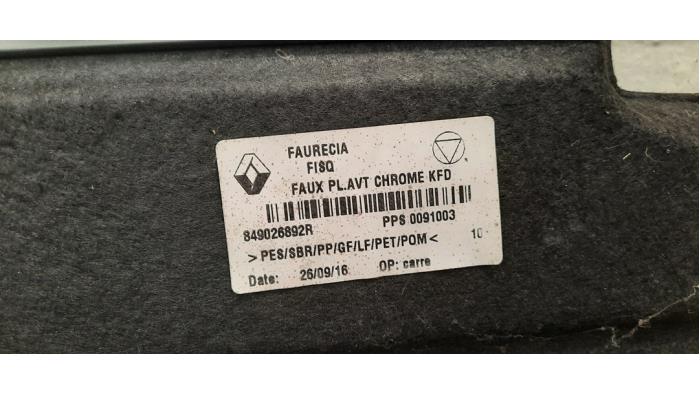 FAURECIA
FISQ
FAUX PL.AVT CHROME KFD
849026892R PPS 0091003
>PES/SBR/PP/GF/LF/PET/POM< 10
Date: 26/09/16 OP: carre